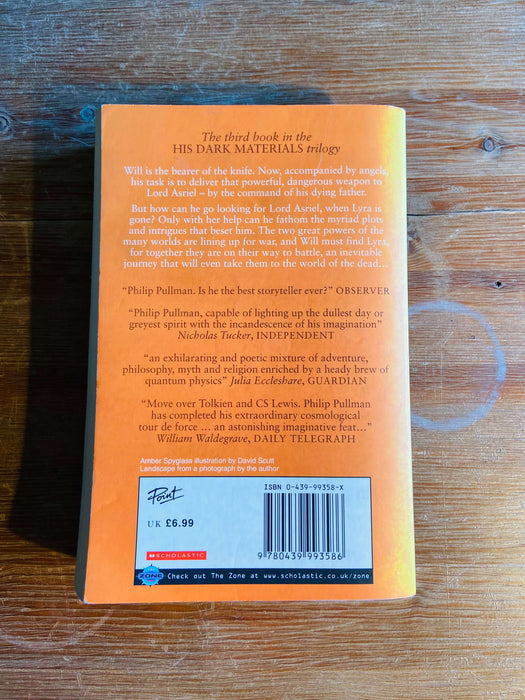 The third book in the
HIS DARK MATERIALS trilogy
Will is the bearer of the knife. Now, accompanied by angels,
his task is to deliver that powerful, dangerous weapon to
Lord Asriel – by the command of his dying father.
But how can he go looking for Lord Asriel, when Lyra is
gone? Only with her help can he fathom the myriad plots
and intrigues that beset him. The two great powers of the
many worlds are lining up for war, and Will must find Lyra,
for together they are on their way to battle, an inevitable
journey that will even take them to the world of the dead…
“Philip Pullman. Is he the best storyteller ever?” OBSERVER
“Philip Pullman, capable of lighting up the dullest day or
greyest spirit with the incandescence of his imagination”
Nicholas Tucker, INDEPENDENT
“an exhilarating and poetic mixture of adventure,
philosophy, myth and religion enriched by a heady brew of
quantum physics” Julia Eccleshare, GUARDIAN
“Move over Tolkien and CS Lewis. Philip Pullman
has completed his extraordinary cosmological
tour de force … an astonishing imaginative feat…”
William Waldegrave, DAILY TELEGRAPH
Amber Spyglass illustration by David Scutt
Landscape from a photograph by the author
Point
UK £6.99
SCHOLASTIC
ISBN 0-439-99358-X
9 780439 993586
ZONE
Check out The Zone at www.scholastic.co.uk/zone